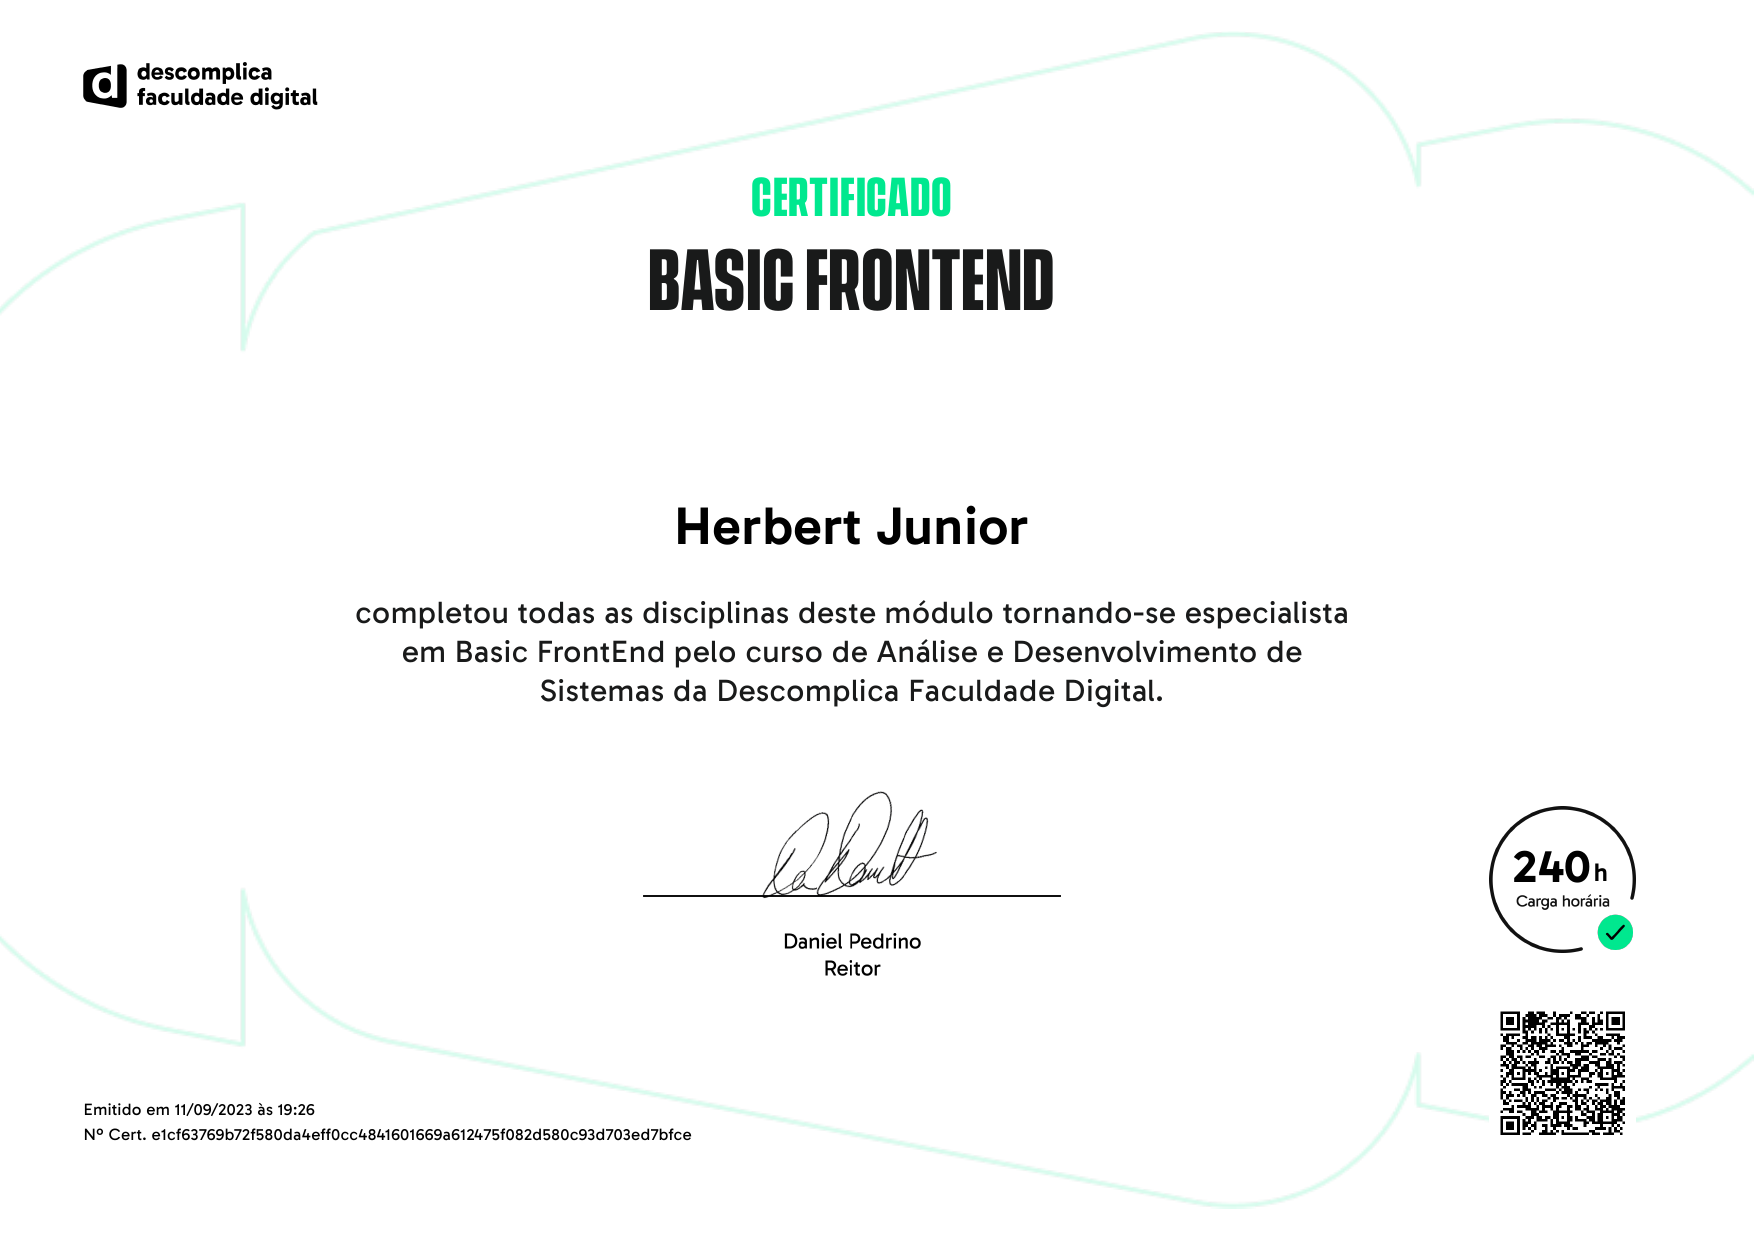 descomplica
faculdade digital
CERTIFICADO
BASIC FRONTEND
Herbert Junior
completou todas as disciplinas deste módulo tornando-se especialista
em Basic FrontEnd pelo curso de Análise e Desenvolvimento de
Sistemas da Descomplica Faculdade Digital.
Daniel Pedrino
Reitor
240h
Carga horária
Emitido em 11/09/2023 às 19:26
Nº Cert. e1cf63769b72f580da4eff0cc4841601669a612475f082d580c93d703ed7bfce